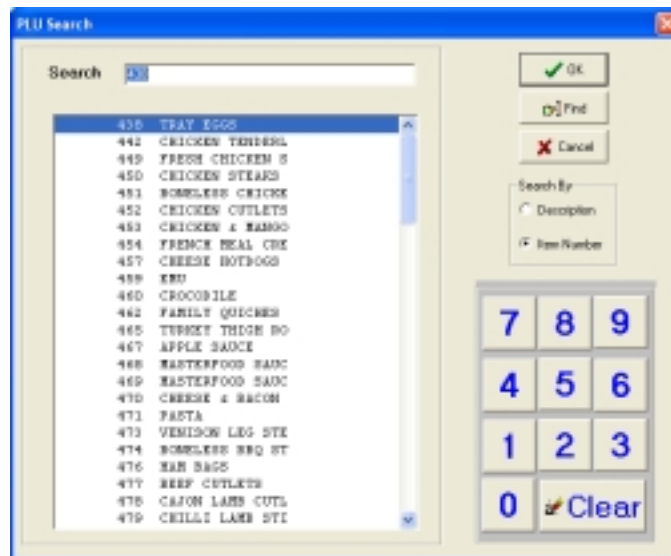 PLU Search
Search
438 TRAY EGGS
442 CHICKEN TENDERL
449 FRESH CHICKEN S
450 CHICKEN STEAKS
451 BONELESS CHICKE
452 CHICKEN CUTLETS
453 CHICKEN & MANGO
454 FRENCH MEAL CRE
457 CHEESE HOTDOGS
459 EMU
460 CROCODILE
462 FAMILY QUICHES
465 TURKEY THIGH BO
467 APPLE SAUCE
468 MASTERFOOD SAUC
469 MASTERFOOD SAUC
470 CHEESE & BACON
471 PASTA
473 VENISON LEG STE
474 BONELESS BBQ ST
476 HAM BAGS
477 BEEF CUTLETS
478 CAJON LAMB CUTL
479 CHILLI LAMB STI
OK
Find
Cancel
Search By
Description
Item Number
7 8 9
4 5 6
1 2 3
0 Clear